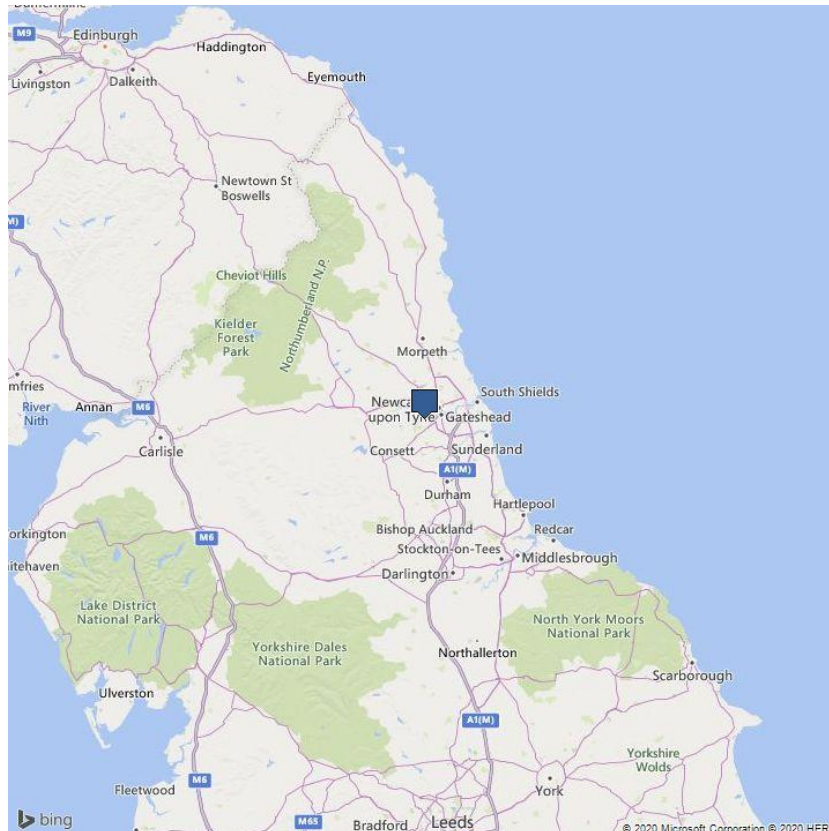 Dunfermline
M9
Edinburgh
Haddington
Livingston
Dalkeith
Eyemouth
Newtown St
Boswells
M)
Cheviot Hills
Northumberland N.P.
Kielder
Forest
Park
Morpeth
mfries
River
Nith
Annan
M6
Newca
upon Tyne
South Shields
Gateshead
Carlisle
Consett
Sunderland
A1(M)
Durham
Hartlepool
orkington
M6
Bishop Auckland
Redcar
Stockton-on-Tees
Middlesbrough
itehaven
Darlington
Lake District
National Park
Yorkshire Dales
National Park
North York Moors
National Park
Northallerton
Scarborough
Ulverston
A1(M)
Yorkshire
Wolds
Fleetwood
M6
York
bing
M65
Bradford
Leeds
© 2020 Microsoft Corporation © 2020 HERE